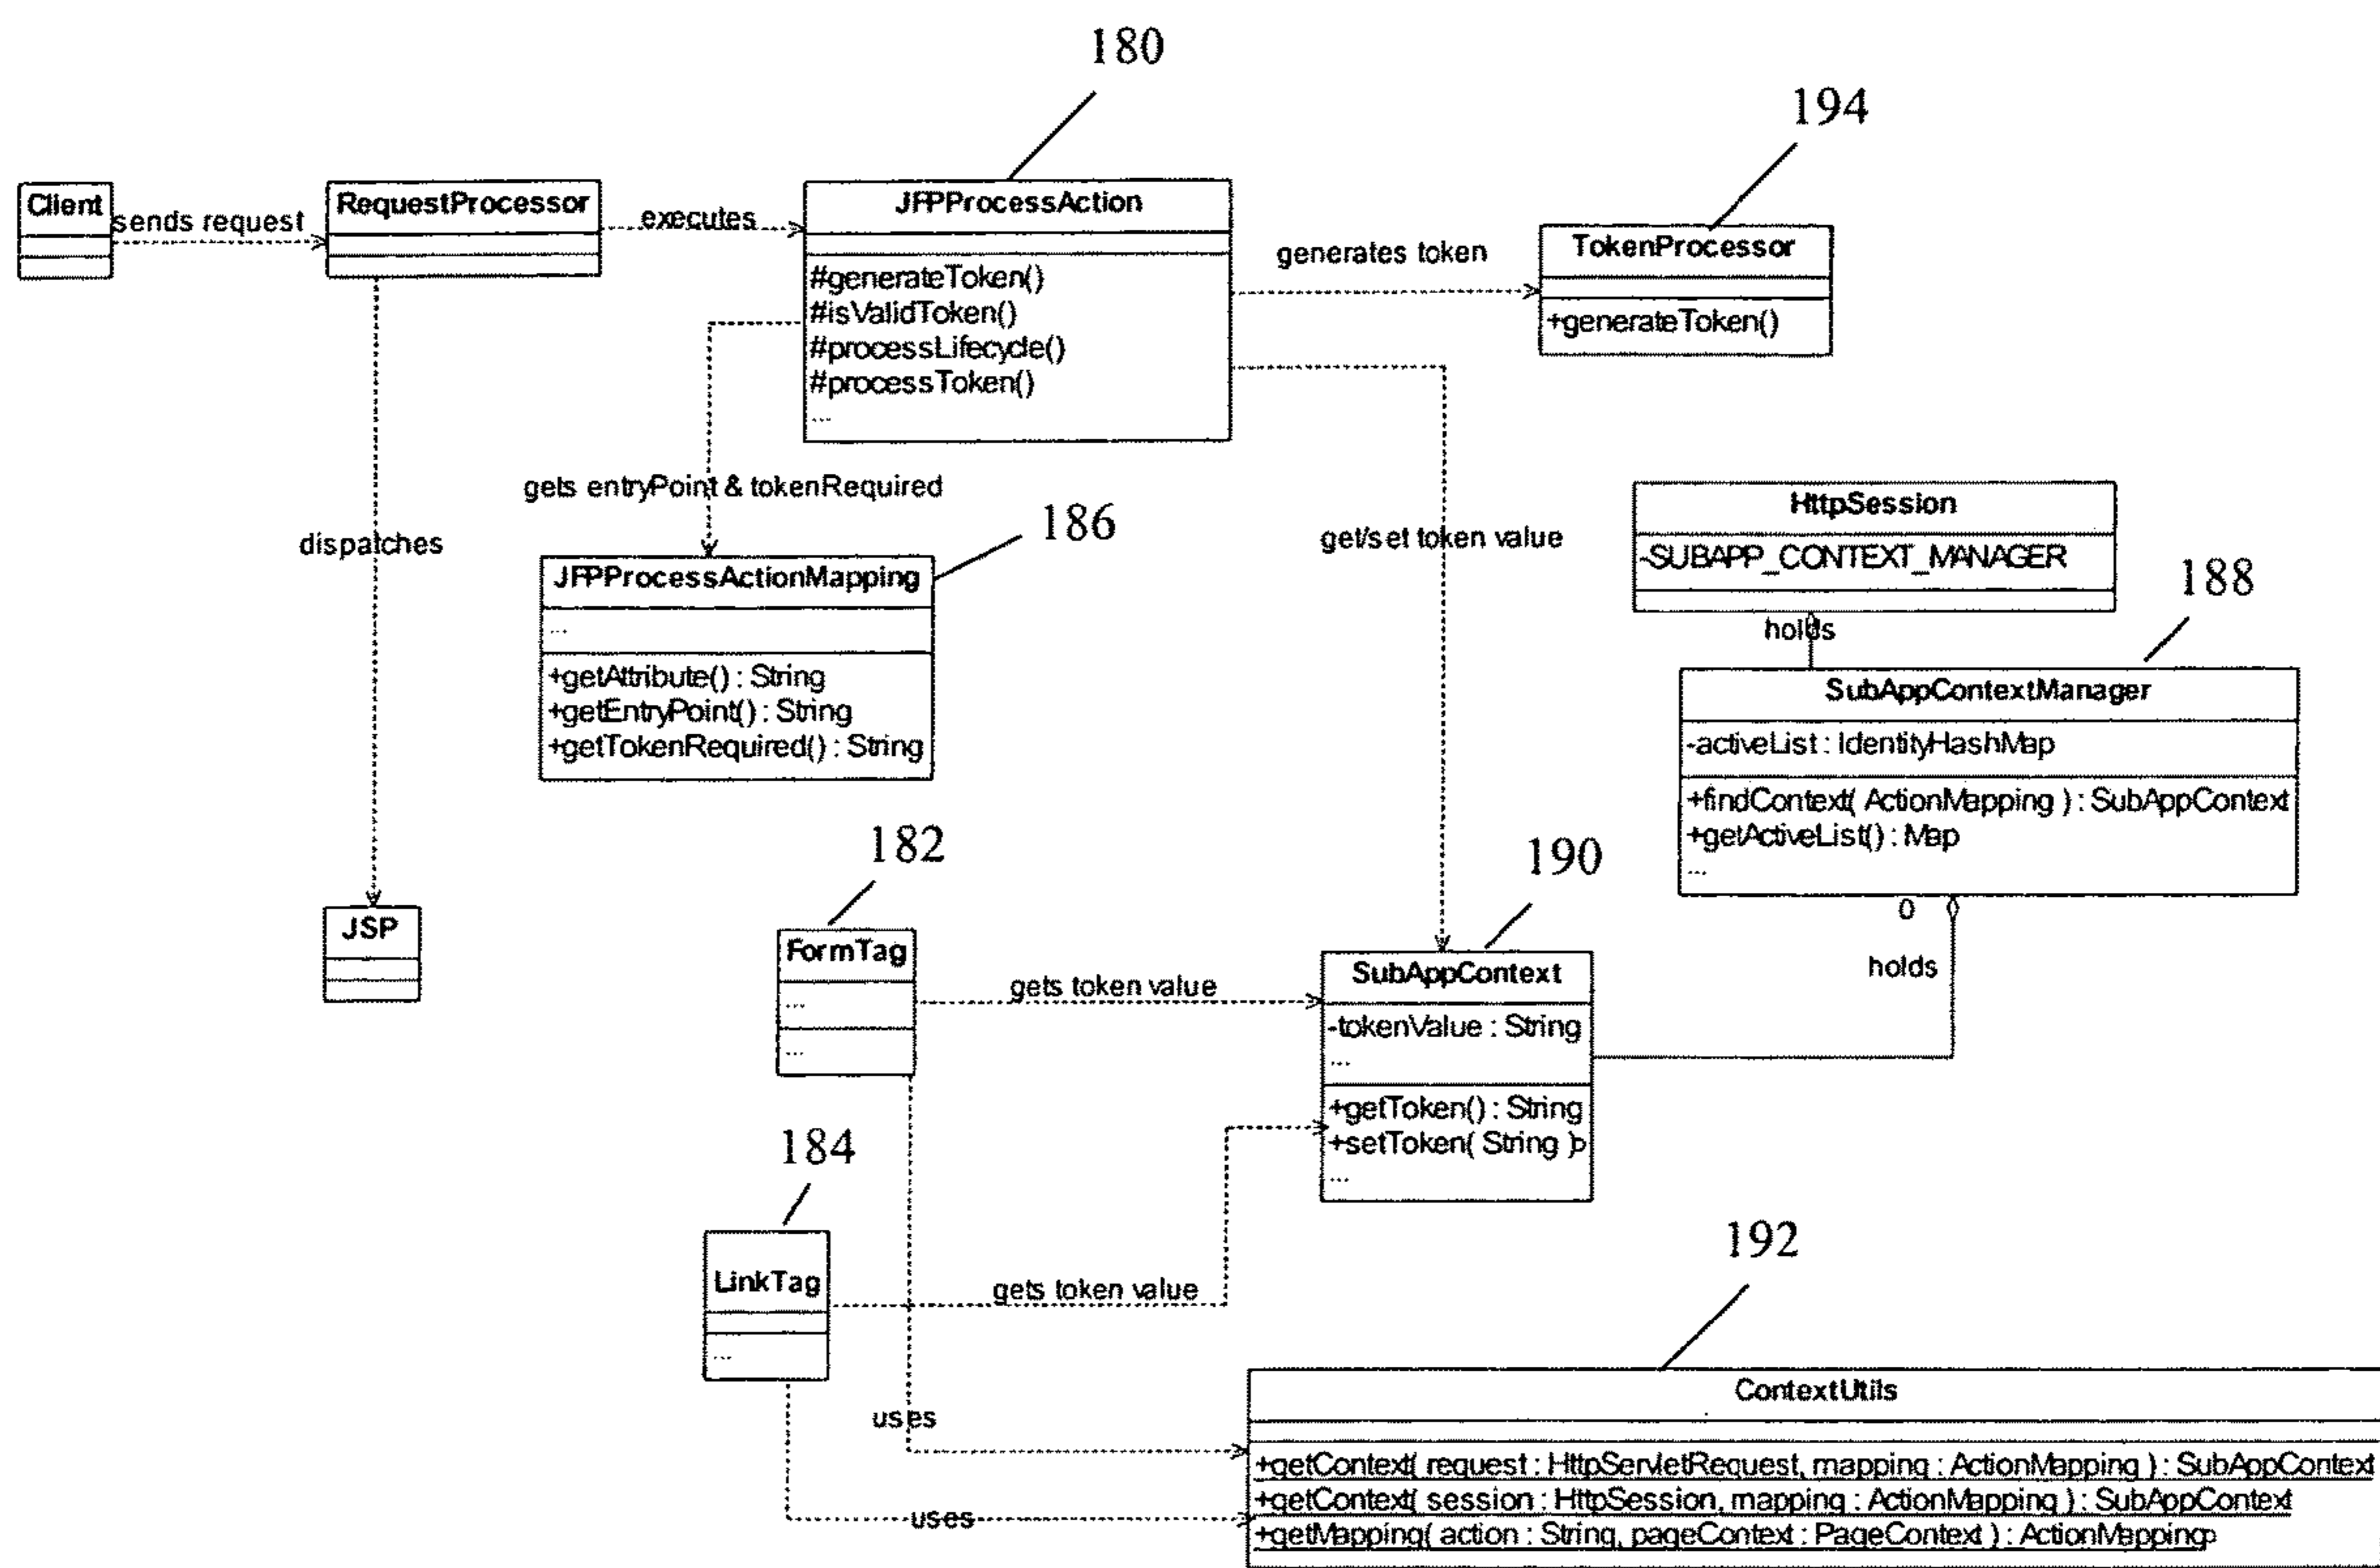 180
194
Client
sends request
RequestProcessor
executes
JFPProcessAction
#generateToken()
#isValidToken()
#processLifecycle()
#processToken()
...
generates token
TokenProcessor
+generateToken()
gets entryPoint & tokenRequired
dispatches
186
JFPProcessActionMapping
...
+getAttribute() : String
+getEntryPoint() : String
+getTokenRequired() : String
get/set token value
HttpSession
-SUBAPP_CONTEXT_MANAGER
holds
188
SubAppContextManager
-activeList : IdentityHashMap
+findContext( ActionMapping ) : SubAppContext
+getActiveList() : Map
...
0
holds
JSP
182
FormTag
...
...
gets token value
190
SubAppContext
-tokenValue : String
...
+getToken() : String
+setToken( String )
...
184
LinkTag
...
gets token value
uses
uses
192
ContextUtils
+getContext( request : HttpServletRequest, mapping : ActionMapping ) : SubAppContext
+getContext( session : HttpSession, mapping : ActionMapping ) : SubAppContext
+getMapping( action : String, pageContext : PageContext ) : ActionMapping